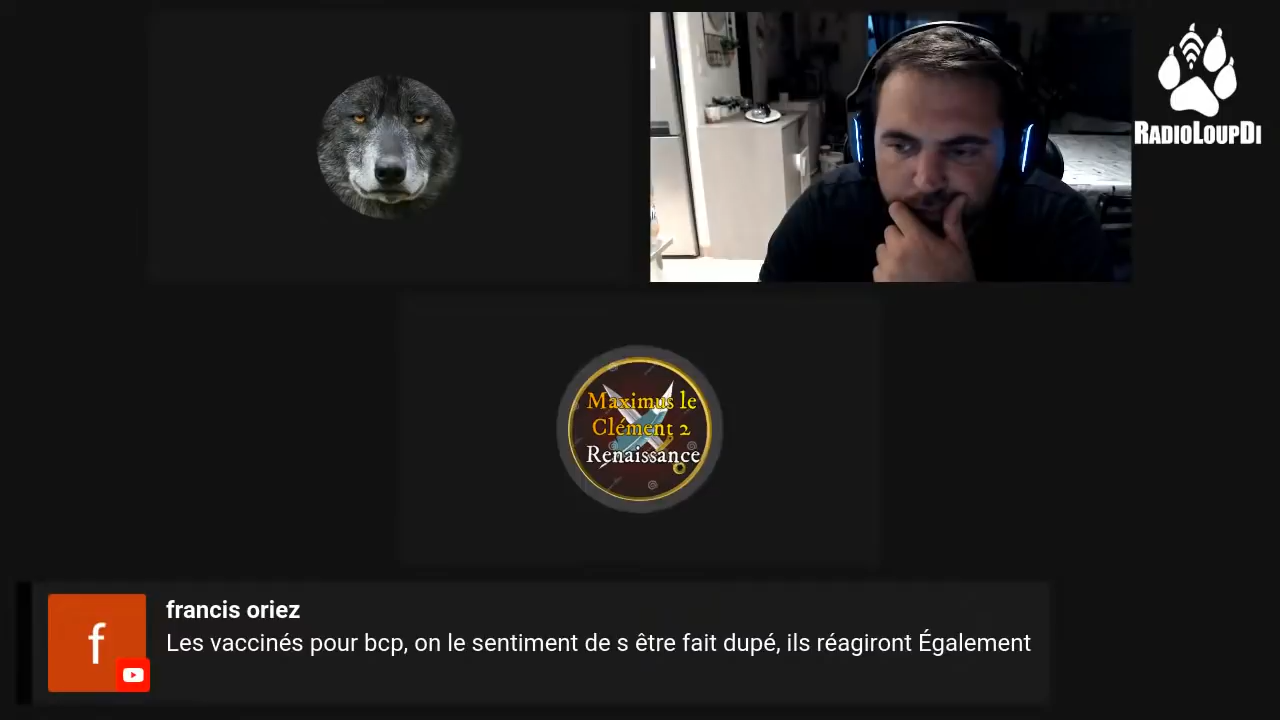 RADIOLOUPDI
Maximus le
Clément 2
Renaissance
f
francis oriez
Les vaccinés pour bcp, on le sentiment de s être fait dupé, ils réagiront Également